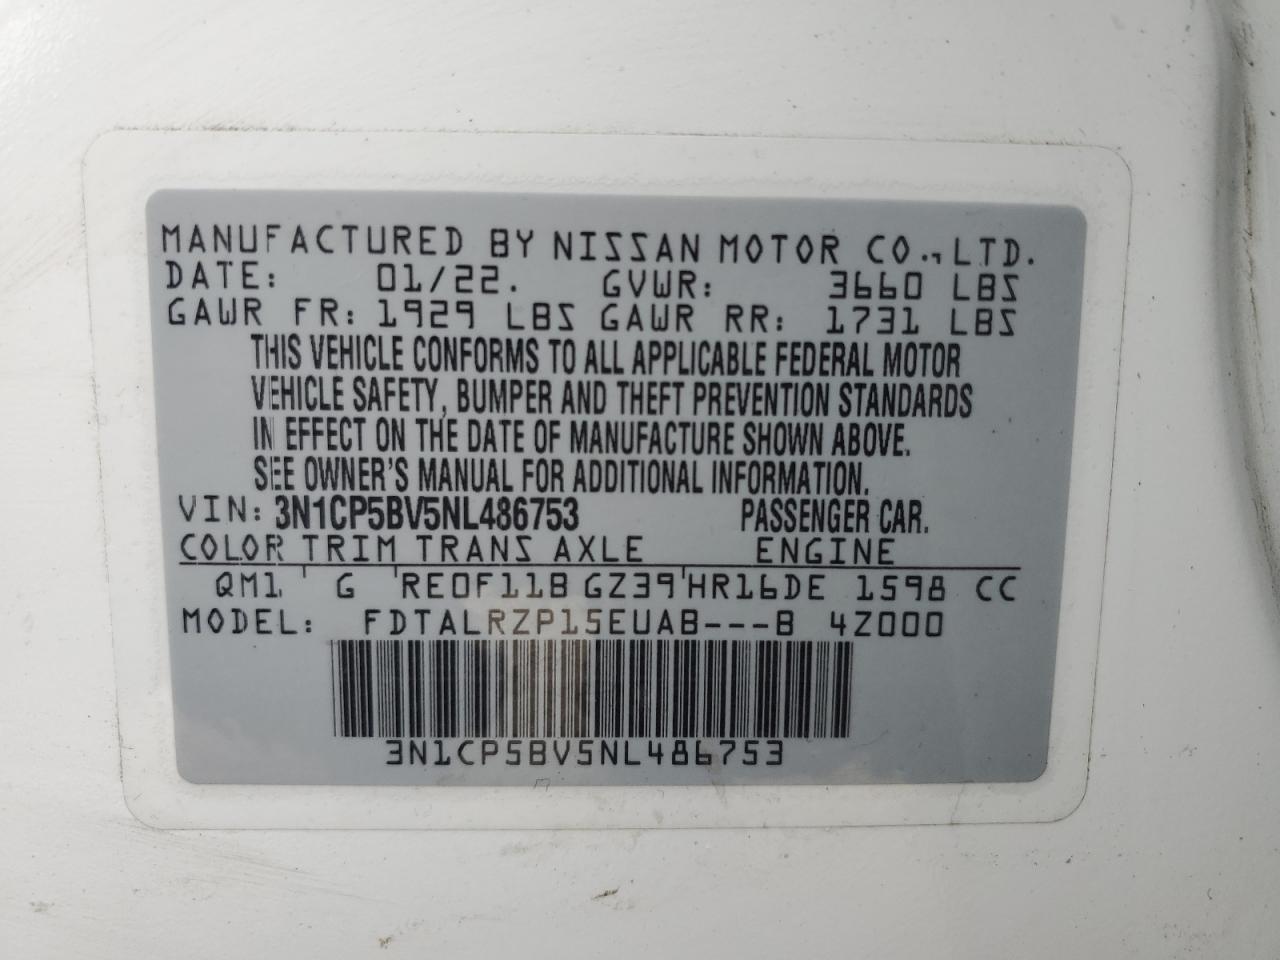 MANUFACTURED BY NISSAN MOTOR CO., LTD.
DATE: 01/22. GVWR: 3660 LBS
GAWR FR: 1929 LBS GAWR RR: 1731 LBS
THIS VEHICLE CONFORMS TO ALL APPLICABLE FEDERAL MOTOR
VEHICLE SAFETY, BUMPER AND THEFT PREVENTION STANDARDS
IN EFFECT ON THE DATE OF MANUFACTURE SHOWN ABOVE.
SEE OWNER'S MANUAL FOR ADDITIONAL INFORMATION.
VIN: 3N1CP5BV5NL486753 PASSENGER CAR.
COLOR TRIM TRANS AXLE ENGINE
QM1 G RE0F11B GZ39 HR16DE 1598 CC
MODEL: FDTALRZP15EUAB---B 4Z000
3N1CP5BV5NL486753